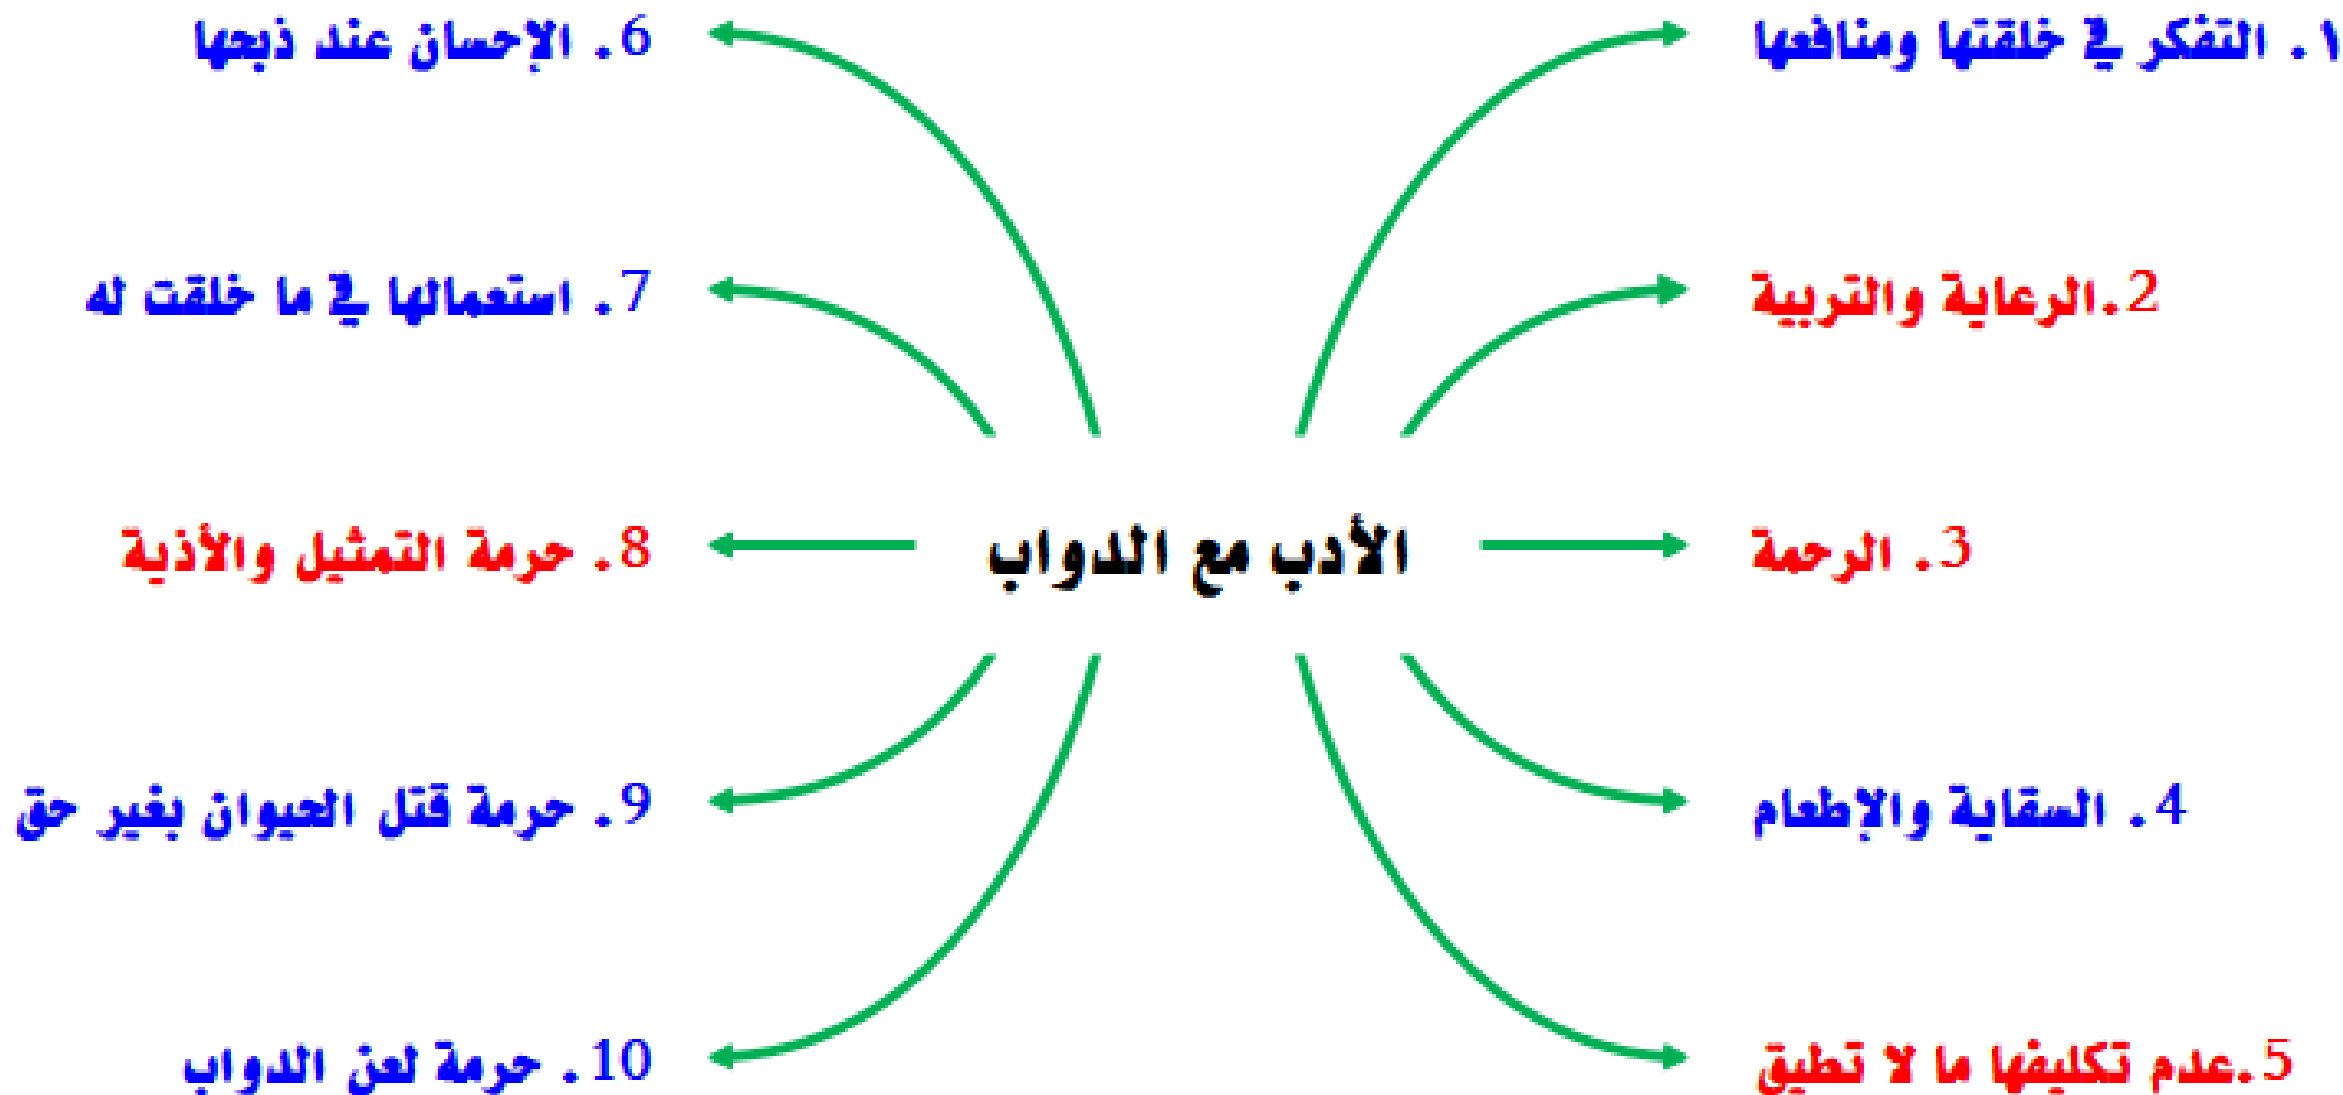 ١. التفكر في خلقتها ومنافعها
2.الرعاية والتربية
3. الرحمة
4. السقاية والإطعام
5.عدم تكليفها ما لا تطيق
الأدب مع الدواب
6. الإحسان عند ذبحها
7. استعمالها في ما خلقت له
8. حرمة التمثيل والأذية
9. حرمة قتل الحيوان بغير حق
10. حرمة لعن الدواب